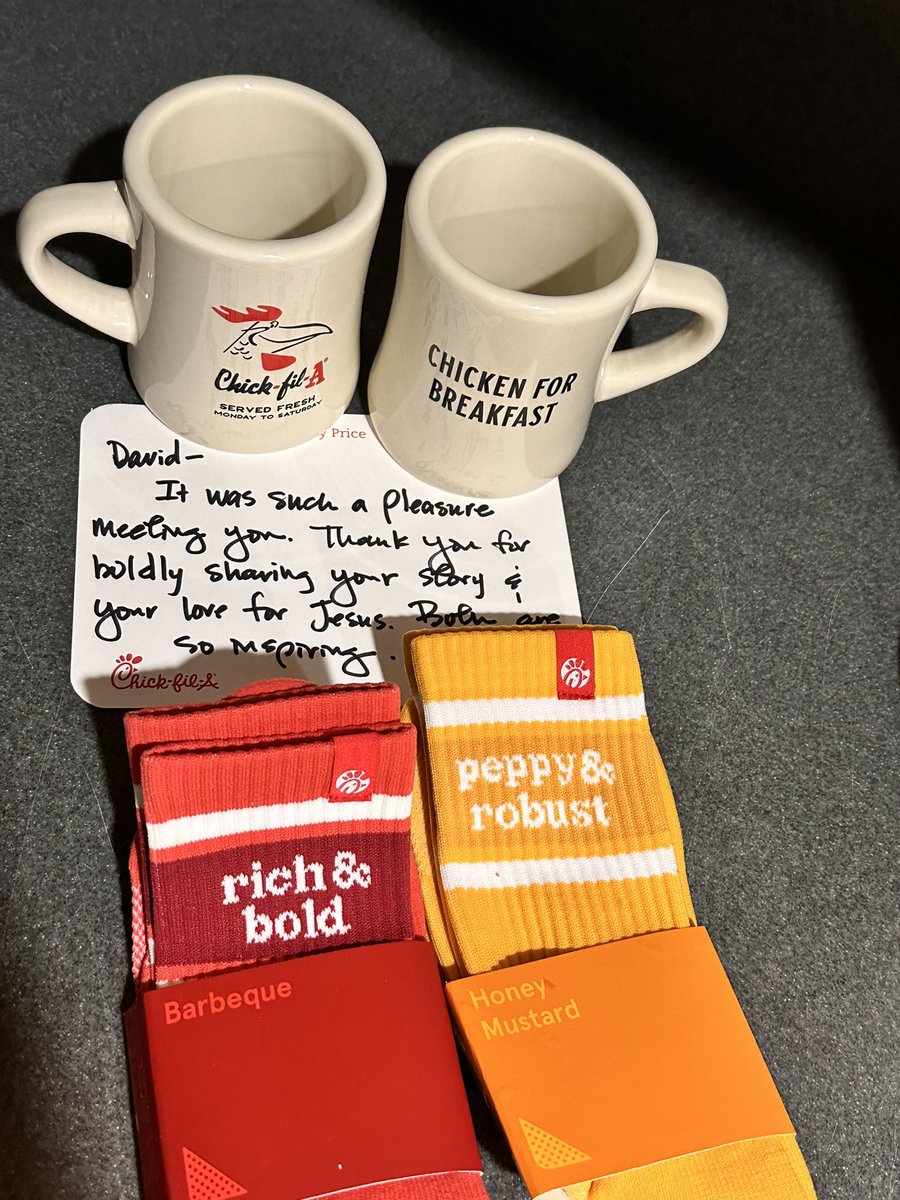 Chick-fil-A®
SERVED FRESH
MONDAY TO SATURDAY
CHICKEN FOR
BREAKFAST
Price
David-
It was such a pleasure
meeting you. Thank you for
boldly sharing your story &
your love for Jesus. Both are
so inspiring.
Chick-fil-A®
rich &
bold
peppy &
robust
Barbeque
Honey
Mustard